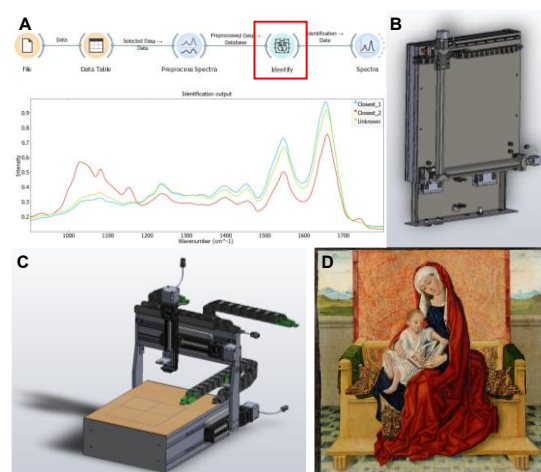 A
Data
Selected Data →
Data
Preprocessed Data →
Database
Identification →
Data
File
Data Table
Preprocess Spectra
Identify
Spectra
Identification output
Closest_1
Closest_2
Unknown
Intensity
0.9
0.8
0.7
0.6
0.5
0.4
0.3
0.2
1000
1100
1200
1300
1400
1500
1600
1700
Wavenumber (cm^-1)
B
C
D